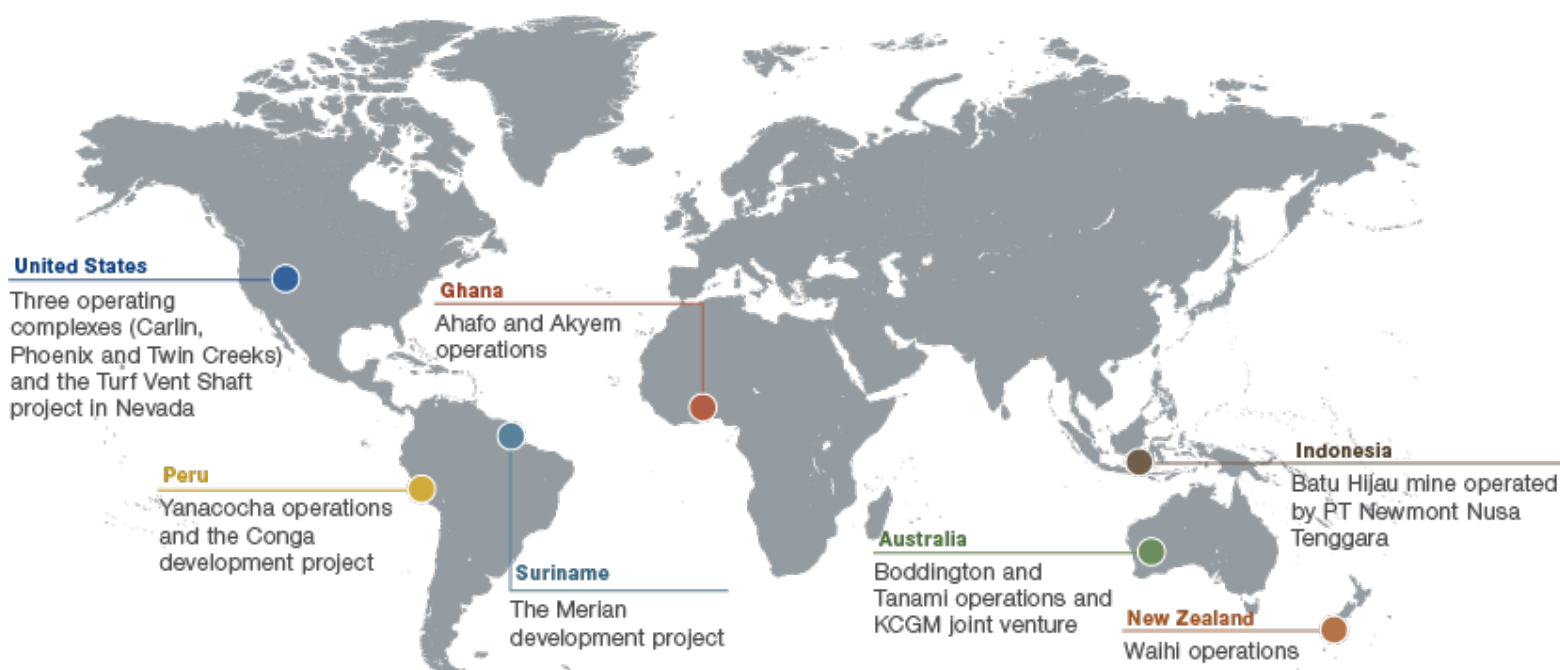 United States
Three operating
complexes (Carlin,
Phoenix and Twin Creeks)
and the Turf Vent Shaft
project in Nevada
Ghana
Ahafo and Akyem
operations
Peru
Yanacocha operations
and the Conga
development project
Suriname
The Merian
development project
Indonesia
Batu Hijau mine operated
by PT Newmont Nusa
Tenggara
Australia
Boddington and
Tanami operations and
KCGM joint venture
New Zealand
Waihi operations